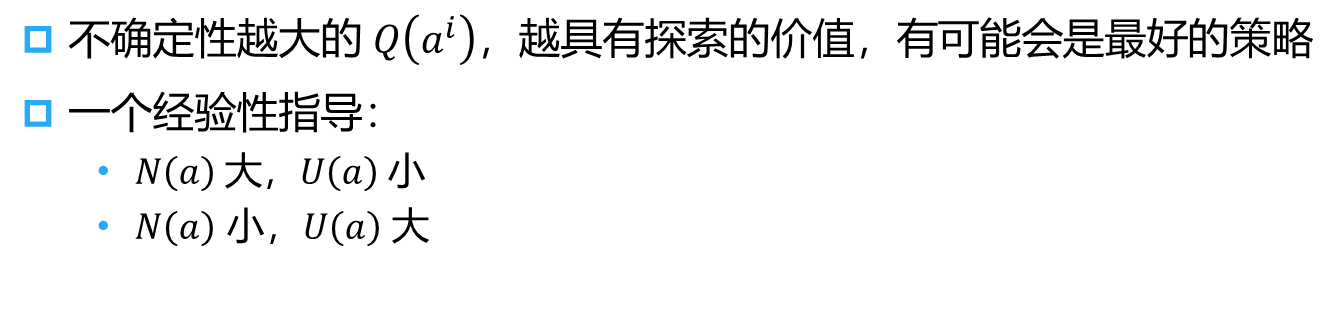 不确定性越大的 Q(aⁱ)，越具有探索的价值，有可能会是最好的策略
一个经验性指导：
• N(a) 大，U(a) 小
• N(a) 小，U(a) 大